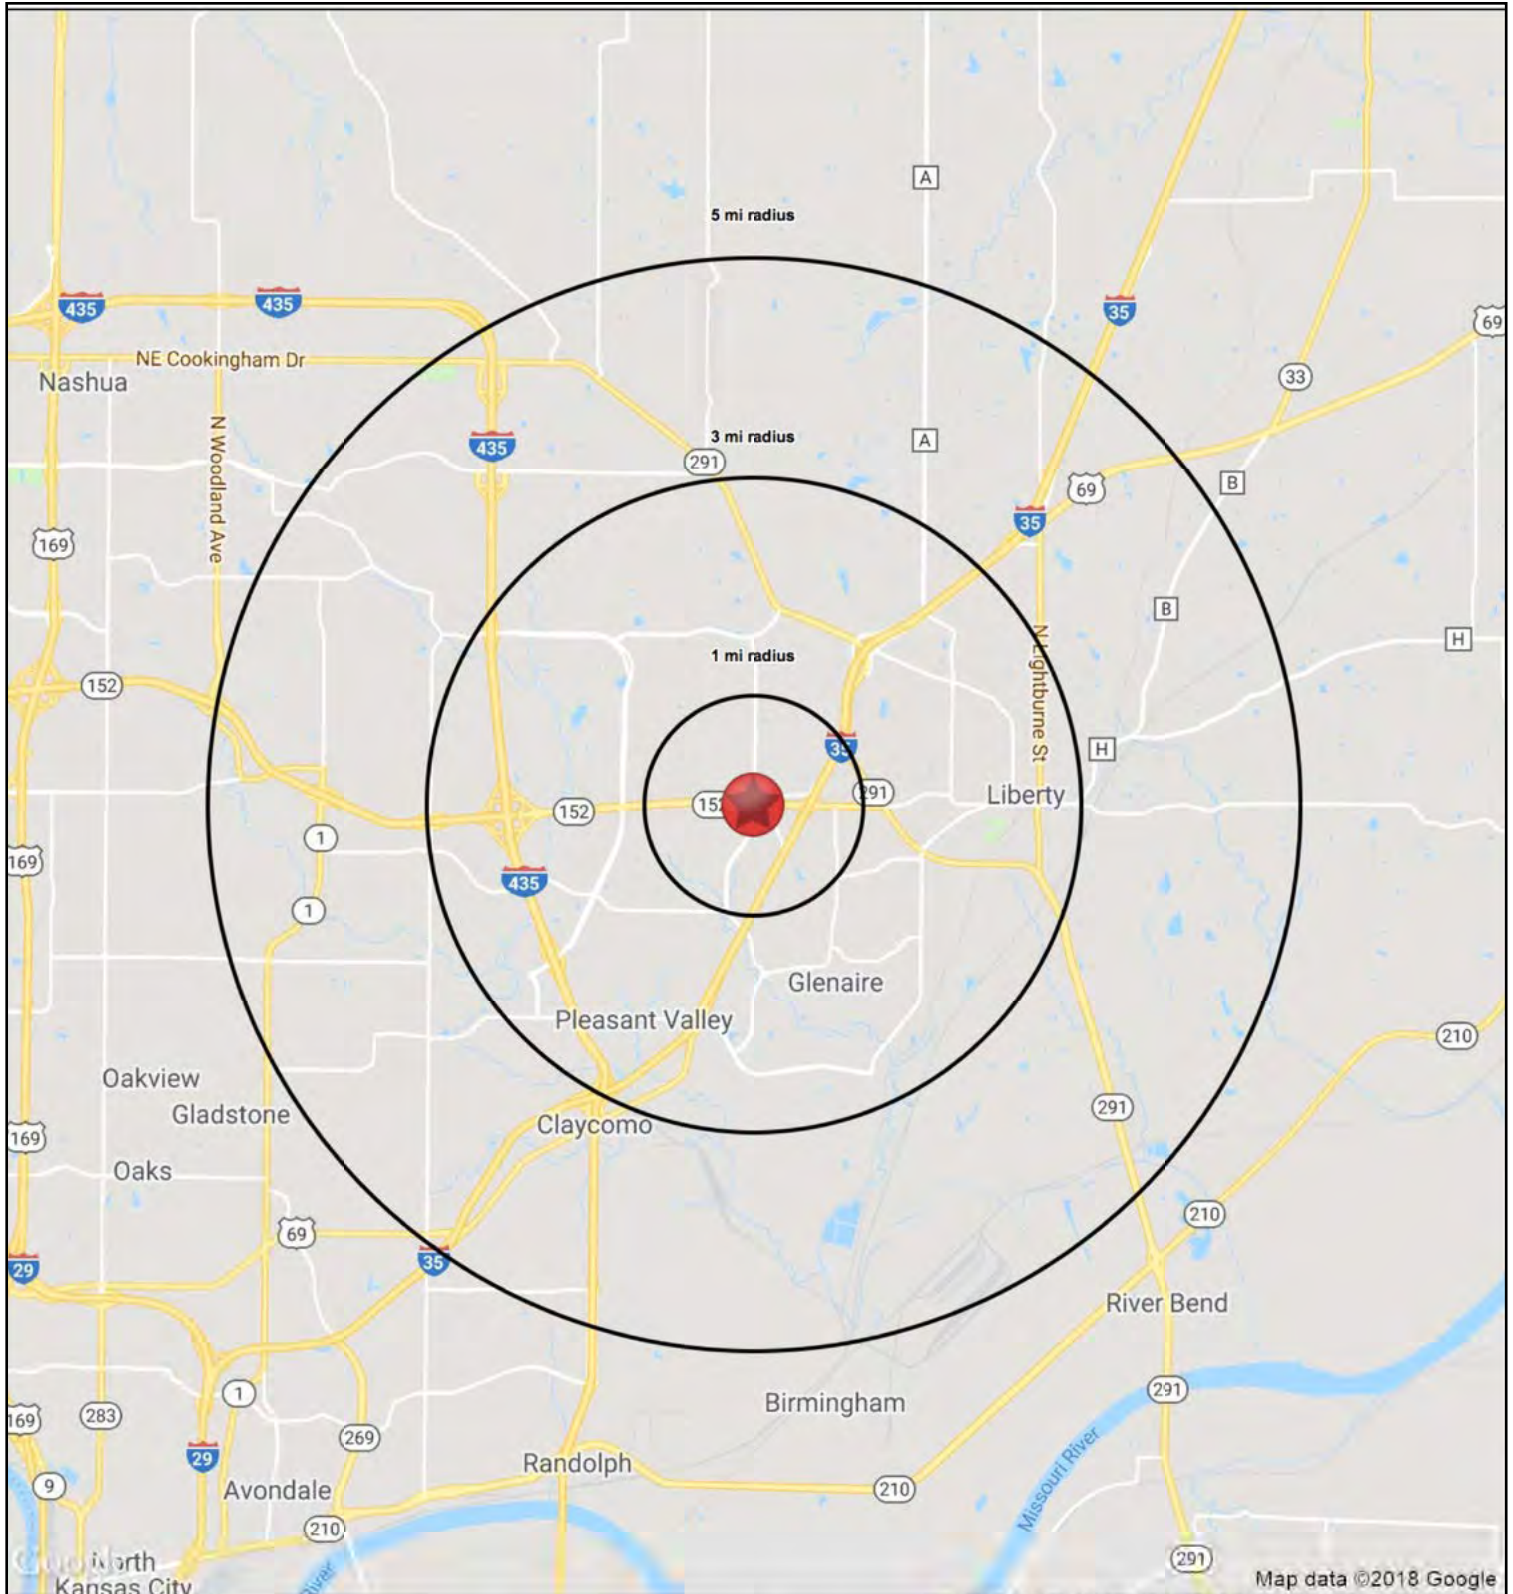 A
5 mi radius
435
435
35
69
NE Cookingham Dr
Nashua
33
N Woodland Ave
435
3 mi radius
A
291
69
B
35
169
B
N Lightburne St
H
1 mi radius
152
35
H
291
152
152
Liberty
1
169
435
1
Glenaire
Pleasant Valley
210
Oakview
Gladstone
291
Claycomo
169
Oaks
210
69
35
29
River Bend
291
1
Birmingham
169
283
269
29
Randolph
Missouri River
9
Avondale
210
210
291
North
Kansas City
River
Map data ©2018 Google